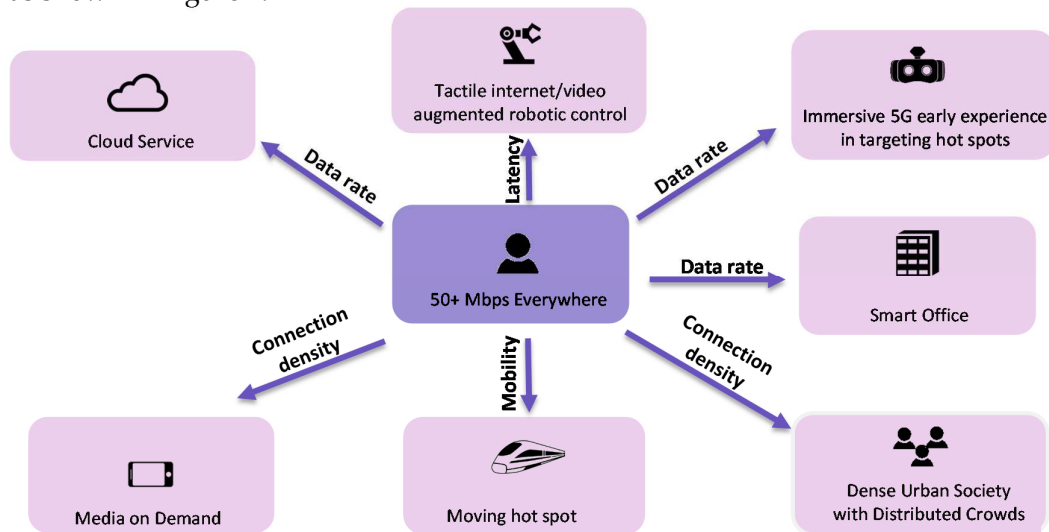 Tactile internet/video
augmented robotic control
Cloud Service
Immersive 5G early experience
in targeting hot spots
Data rate
Latency
Data rate
50+ Mbps Everywhere
Data rate
Smart Office
Connection
density
Mobility
Connection
density
Media on Demand
Moving hot spot
Dense Urban Society
with Distributed Crowds